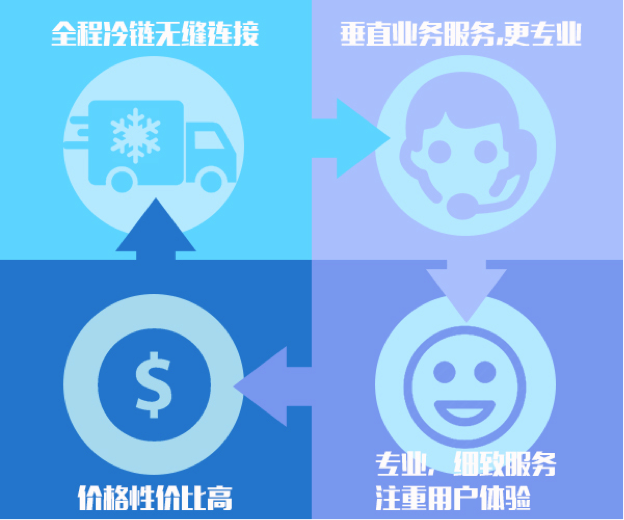 全程冷链无缝连接
垂直业务服务,更专业
$
价格性价比高
专业，细致服务
注重用户体验